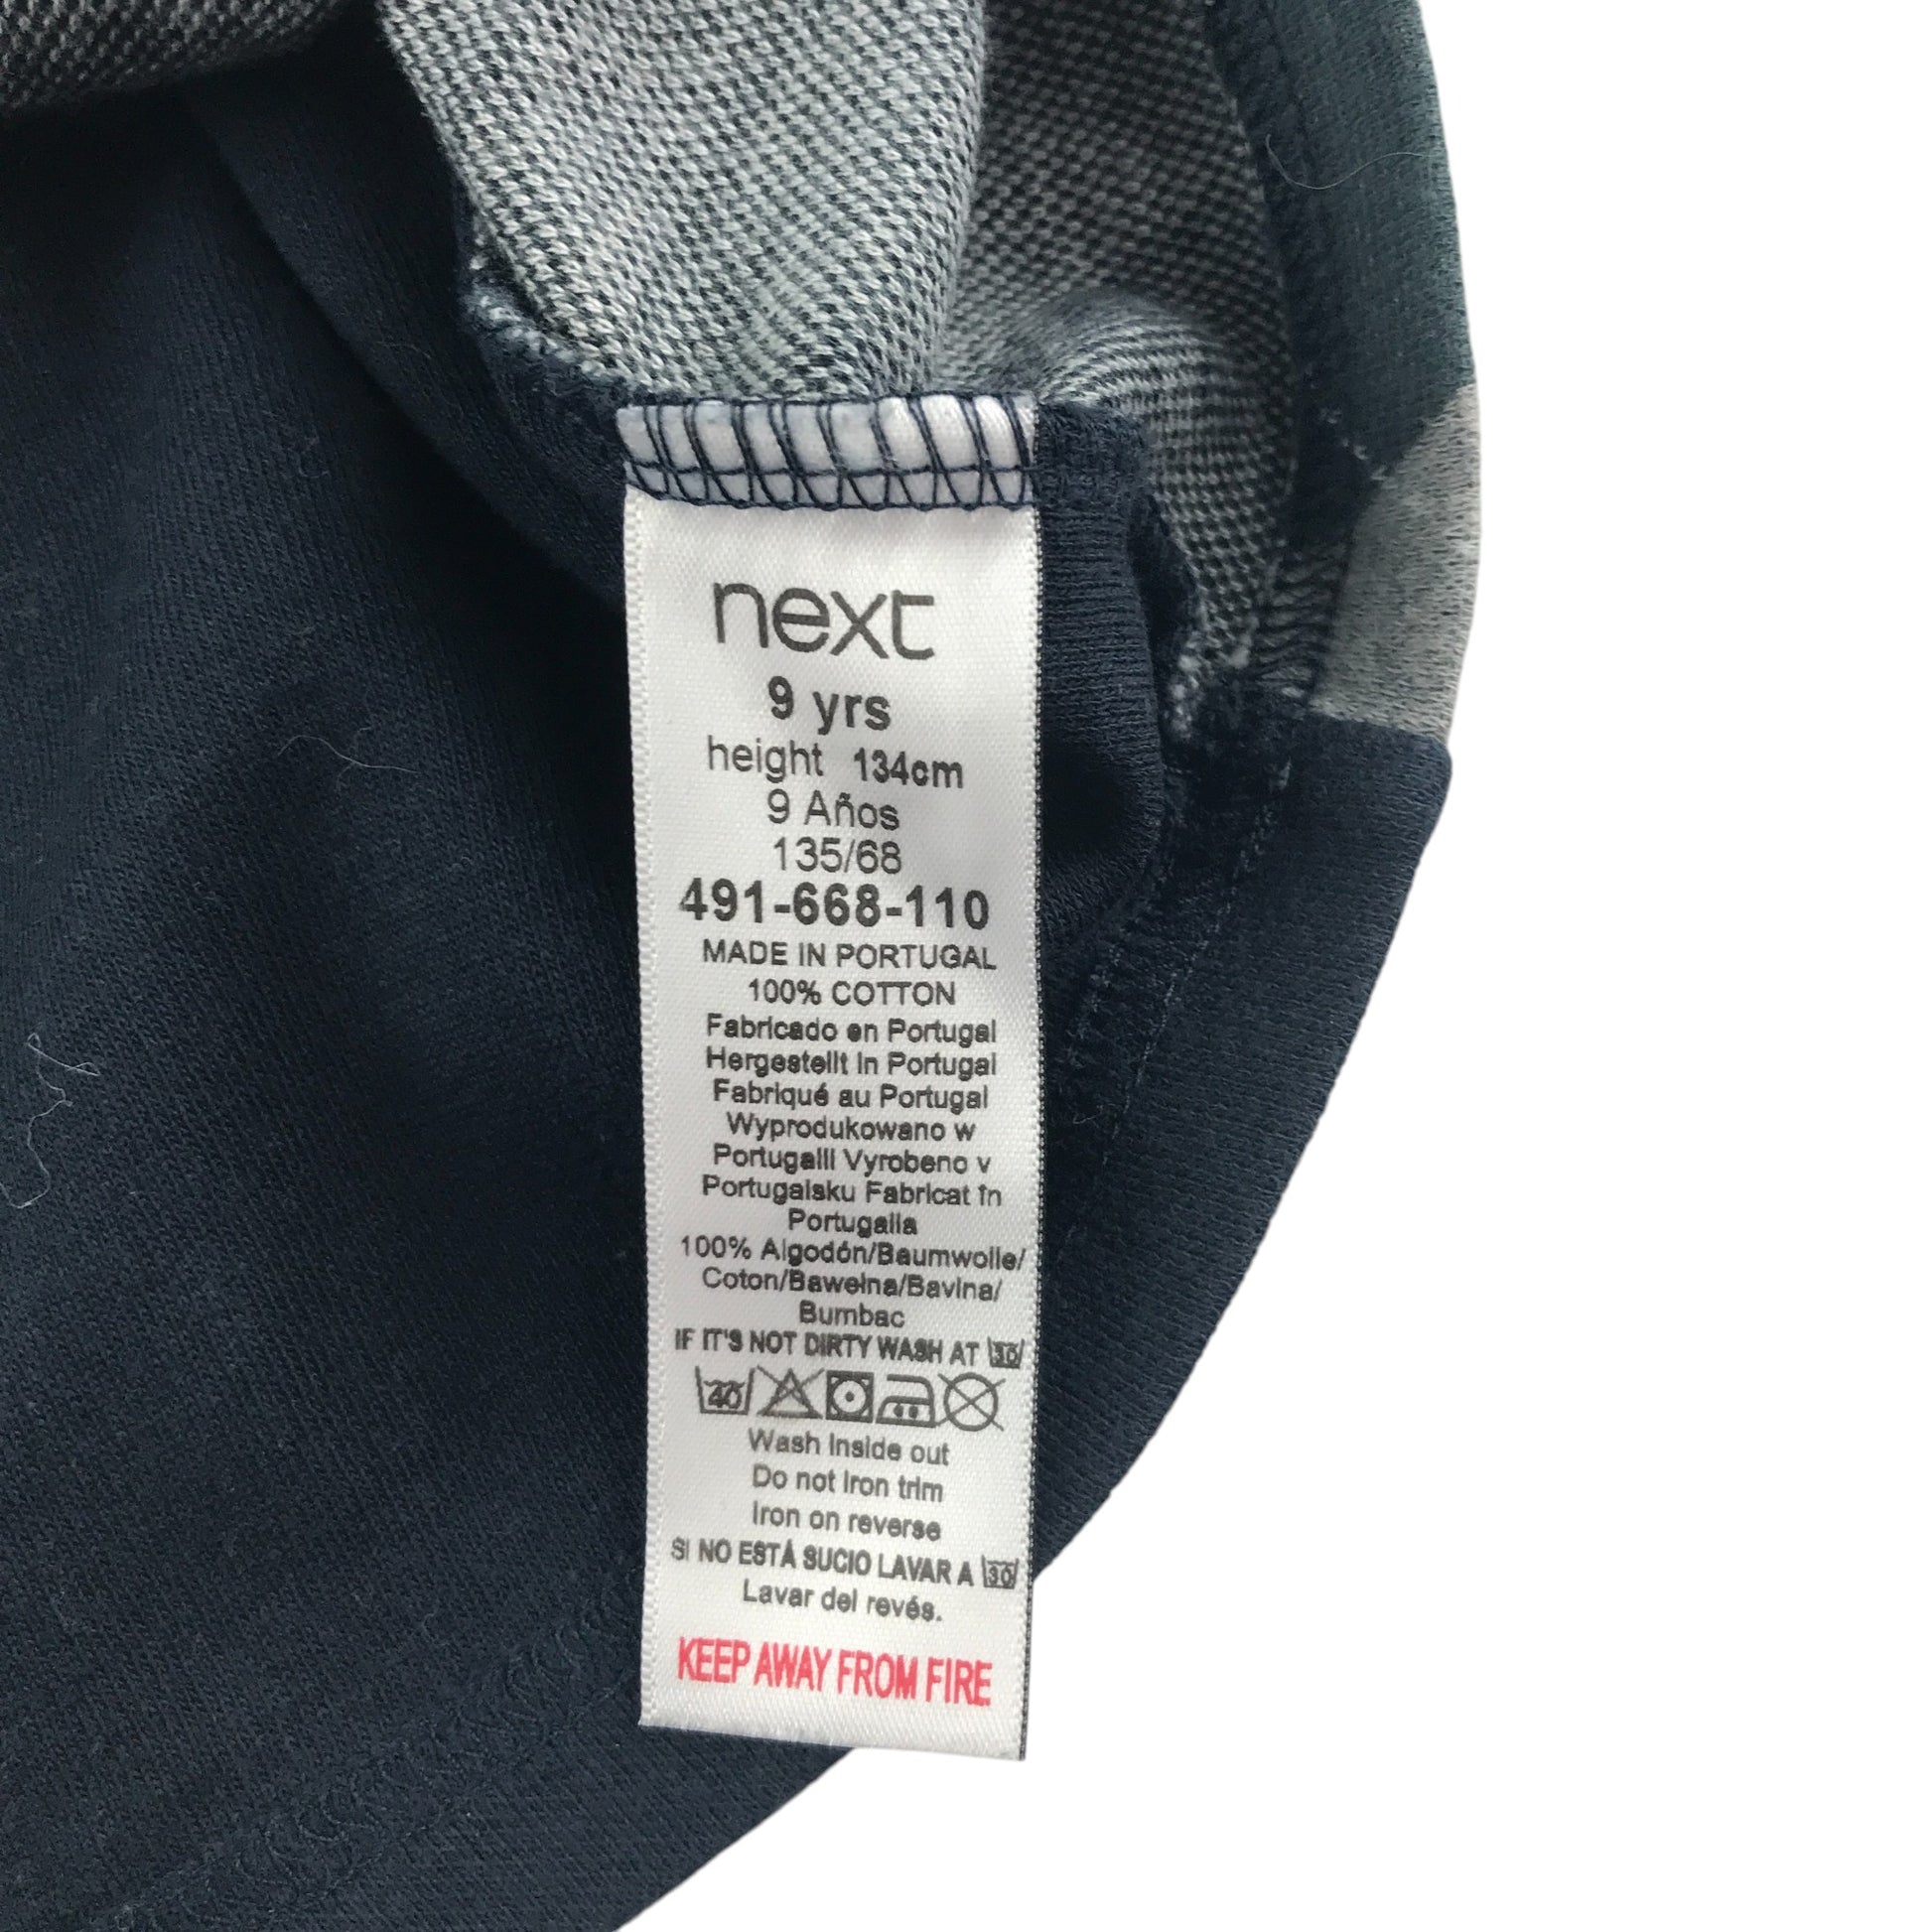 next
9 yrs
height 134cm
9 Años
135/68
491-668-110
MADE IN PORTUGAL
100% COTTON
Fabricado en Portugal
Hergestellt in Portugal
Fabriqué au Portugal
Wyprodukowano w
Portugalii Vyrobeno v
Portugalsku Fabricat în
Portugalia
100% Algodón/Baumwolle/
Coton/Bawełna/Bavlna/
Bumbac
IF IT'S NOT DIRTY WASH AT 30
40
Wash inside out
Do not iron trim
Iron on reverse
SI NO ESTÁ SUCIO LAVAR A 30
Lavar del revés.
KEEP AWAY FROM FIRE